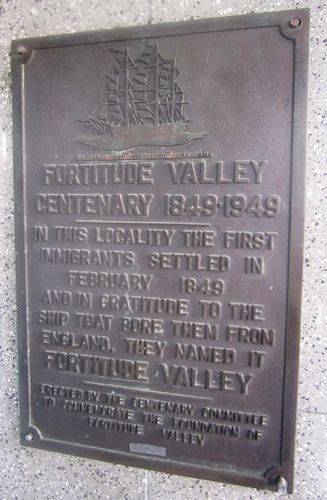 FORTITUDE VALLEY
CENTENARY 1849-1949
IN THIS LOCALITY THE FIRST
IMMIGRANTS SETTLED IN
FEBRUARY 1849
AND IN GRATITUDE TO THE
SHIP THAT BORE THEM FROM
ENGLAND, THEY NAMED IT
FORTITUDE VALLEY
ERECTED BY THE CENTENARY COMMITTEE
TO COMMEMORATE THE FOUNDATION OF
FORTITUDE VALLEY